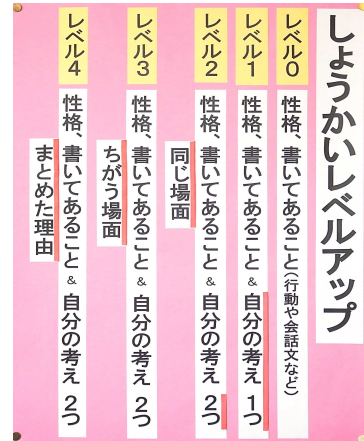 しょうかいレベルアップ
レベル0
性格、書いてあること(行動や会話文など)
レベル1
性格、書いてあること & 自分の考え 1つ
レベル2
性格、書いてあること & 自分の考え 2つ
同じ場面
レベル3
性格、書いてあること & 自分の考え 2つ
ちがう場面
レベル4
性格、書いてあること & 自分の考え 2つ
まとめた理由